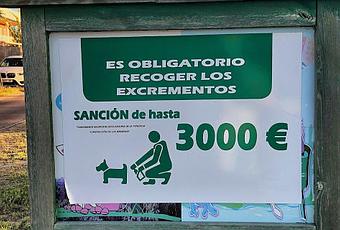 ES OBLIGATORIO
RECOGER LOS
EXCREMENTOS
SANCIÓN de hasta
3000 €